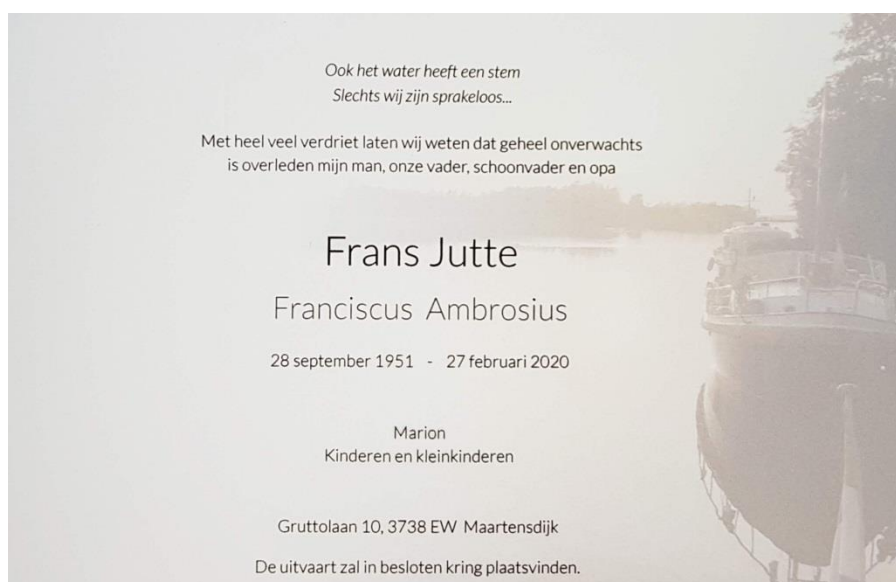 Ook het water heeft een stem
Slechts wij zijn sprakeloos...
Met heel veel verdriet laten wij weten dat geheel onverwachts
is overleden mijn man, onze vader, schoonvader en opa
Frans Jutte
Franciscus Ambrosius
28 september 1951 - 27 februari 2020
Marion
Kinderen en kleinkinderen
Gruttolaan 10, 3738 EW Maartensdijk
De uitvaart zal in besloten kring plaatsvinden.